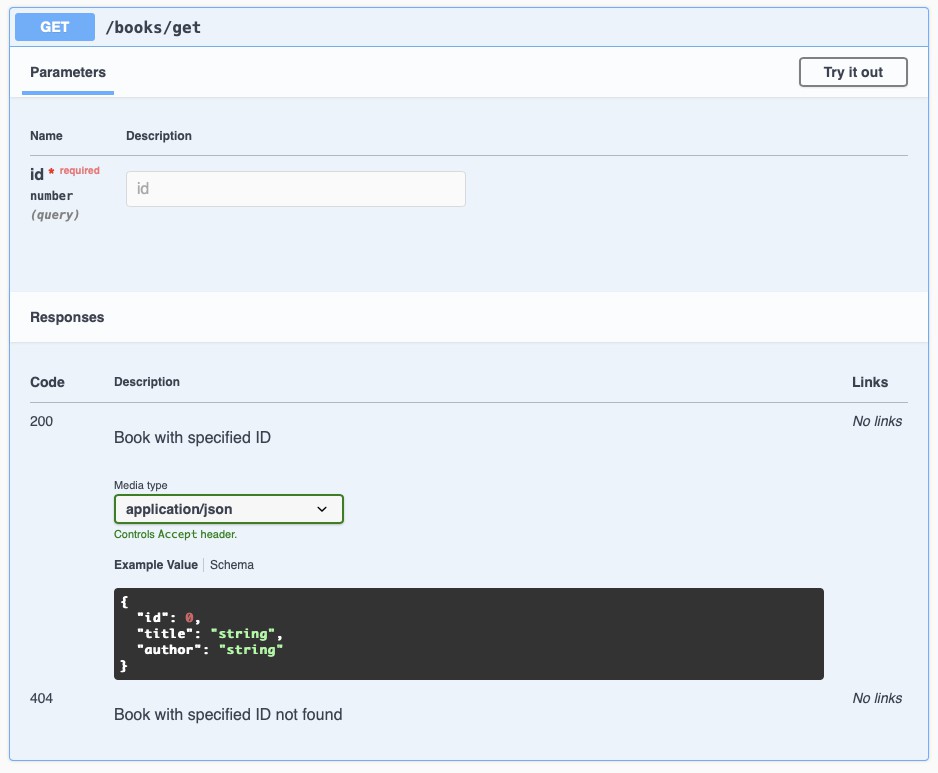 GET /books/get
Parameters Try it out
Name Description
id * required id
number
(query)
Responses
Code Description Links
200 No links
Book with specified ID
Media type
application/json
Controls Accept header.
Example Value Schema
{
  "id": 0,
  "title": "string",
  "author": "string"
}
404 No links
Book with specified ID not found